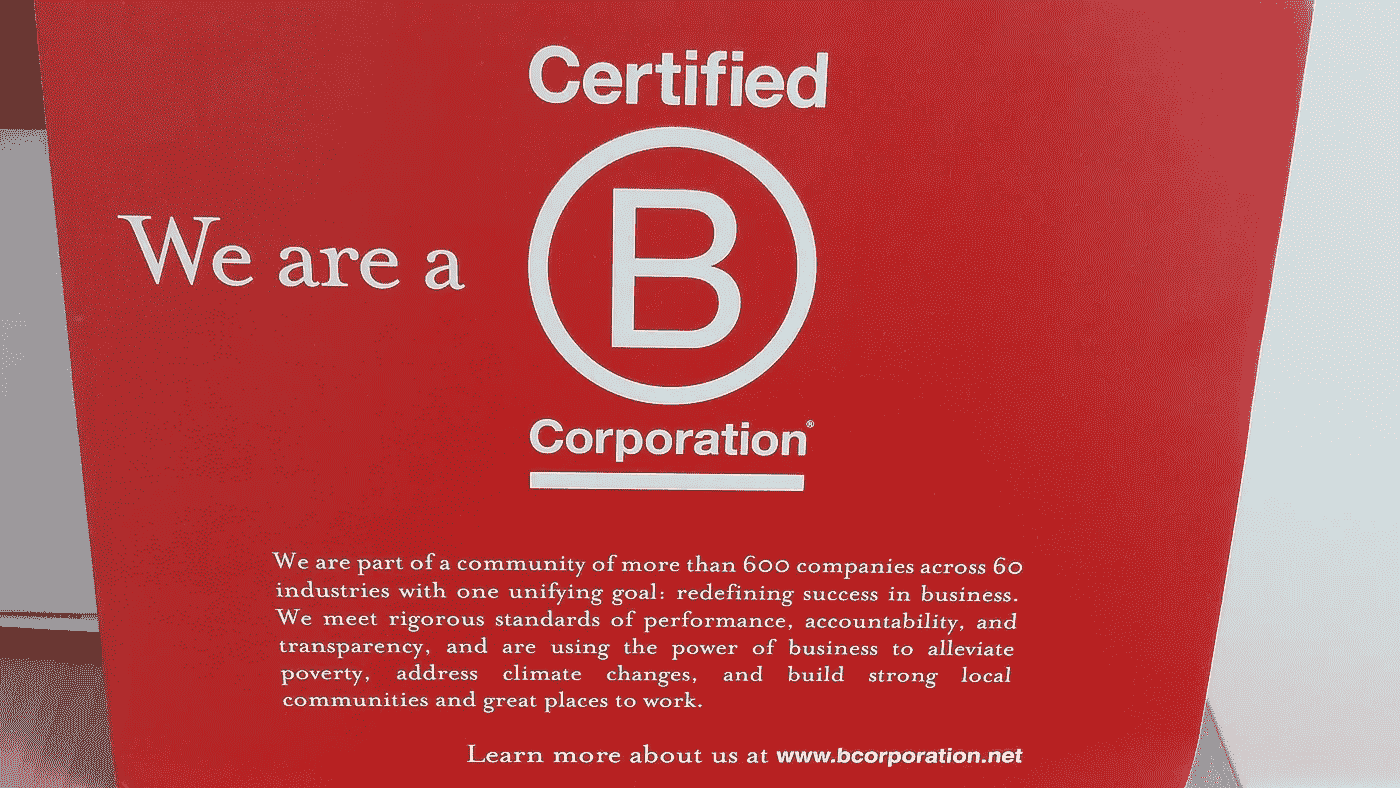 Certified
We are a
B
Corporation®
We are part of a community of more than 600 companies across 60
industries with one unifying goal: redefining success in business.
We meet rigorous standards of performance, accountability, and
transparency, and are using the power of business to alleviate
poverty, address climate changes, and build strong local
communities and great places to work.
Learn more about us at www.bcorporation.net